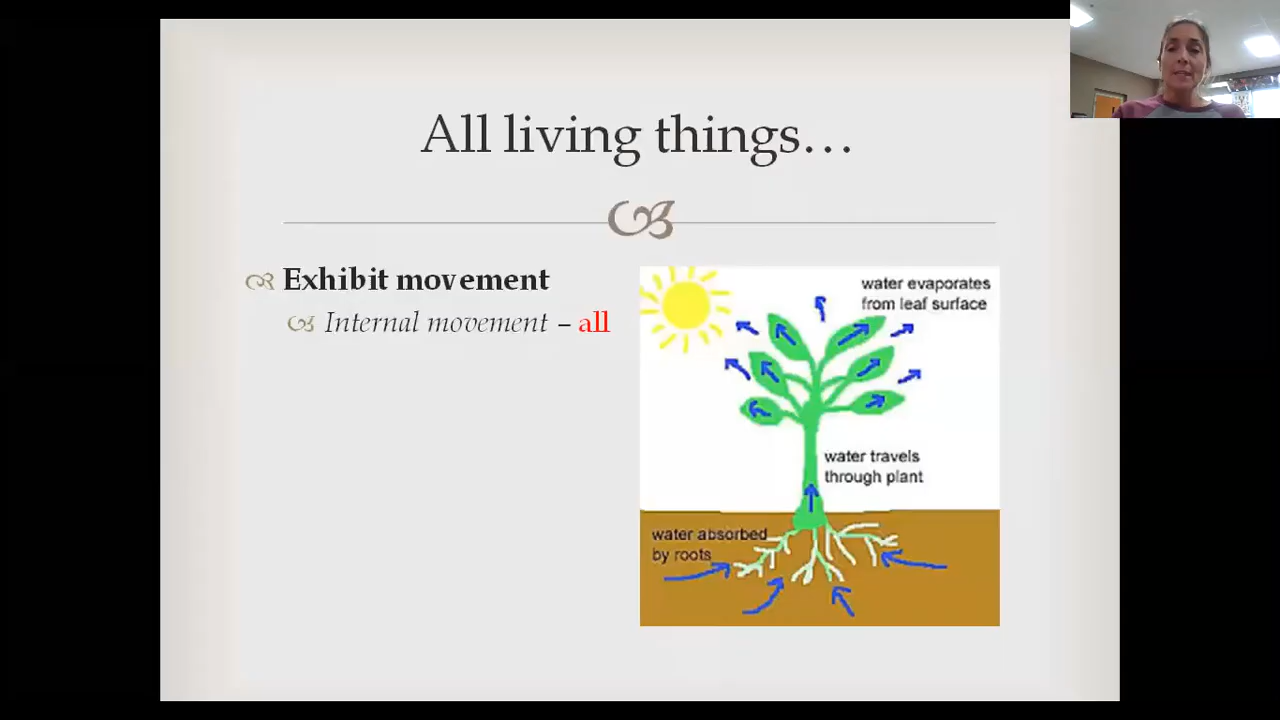 All living things…
Exhibit movement
Internal movement – all
water evaporates
from leaf surface
water travels
through plant
water absorbed
by roots